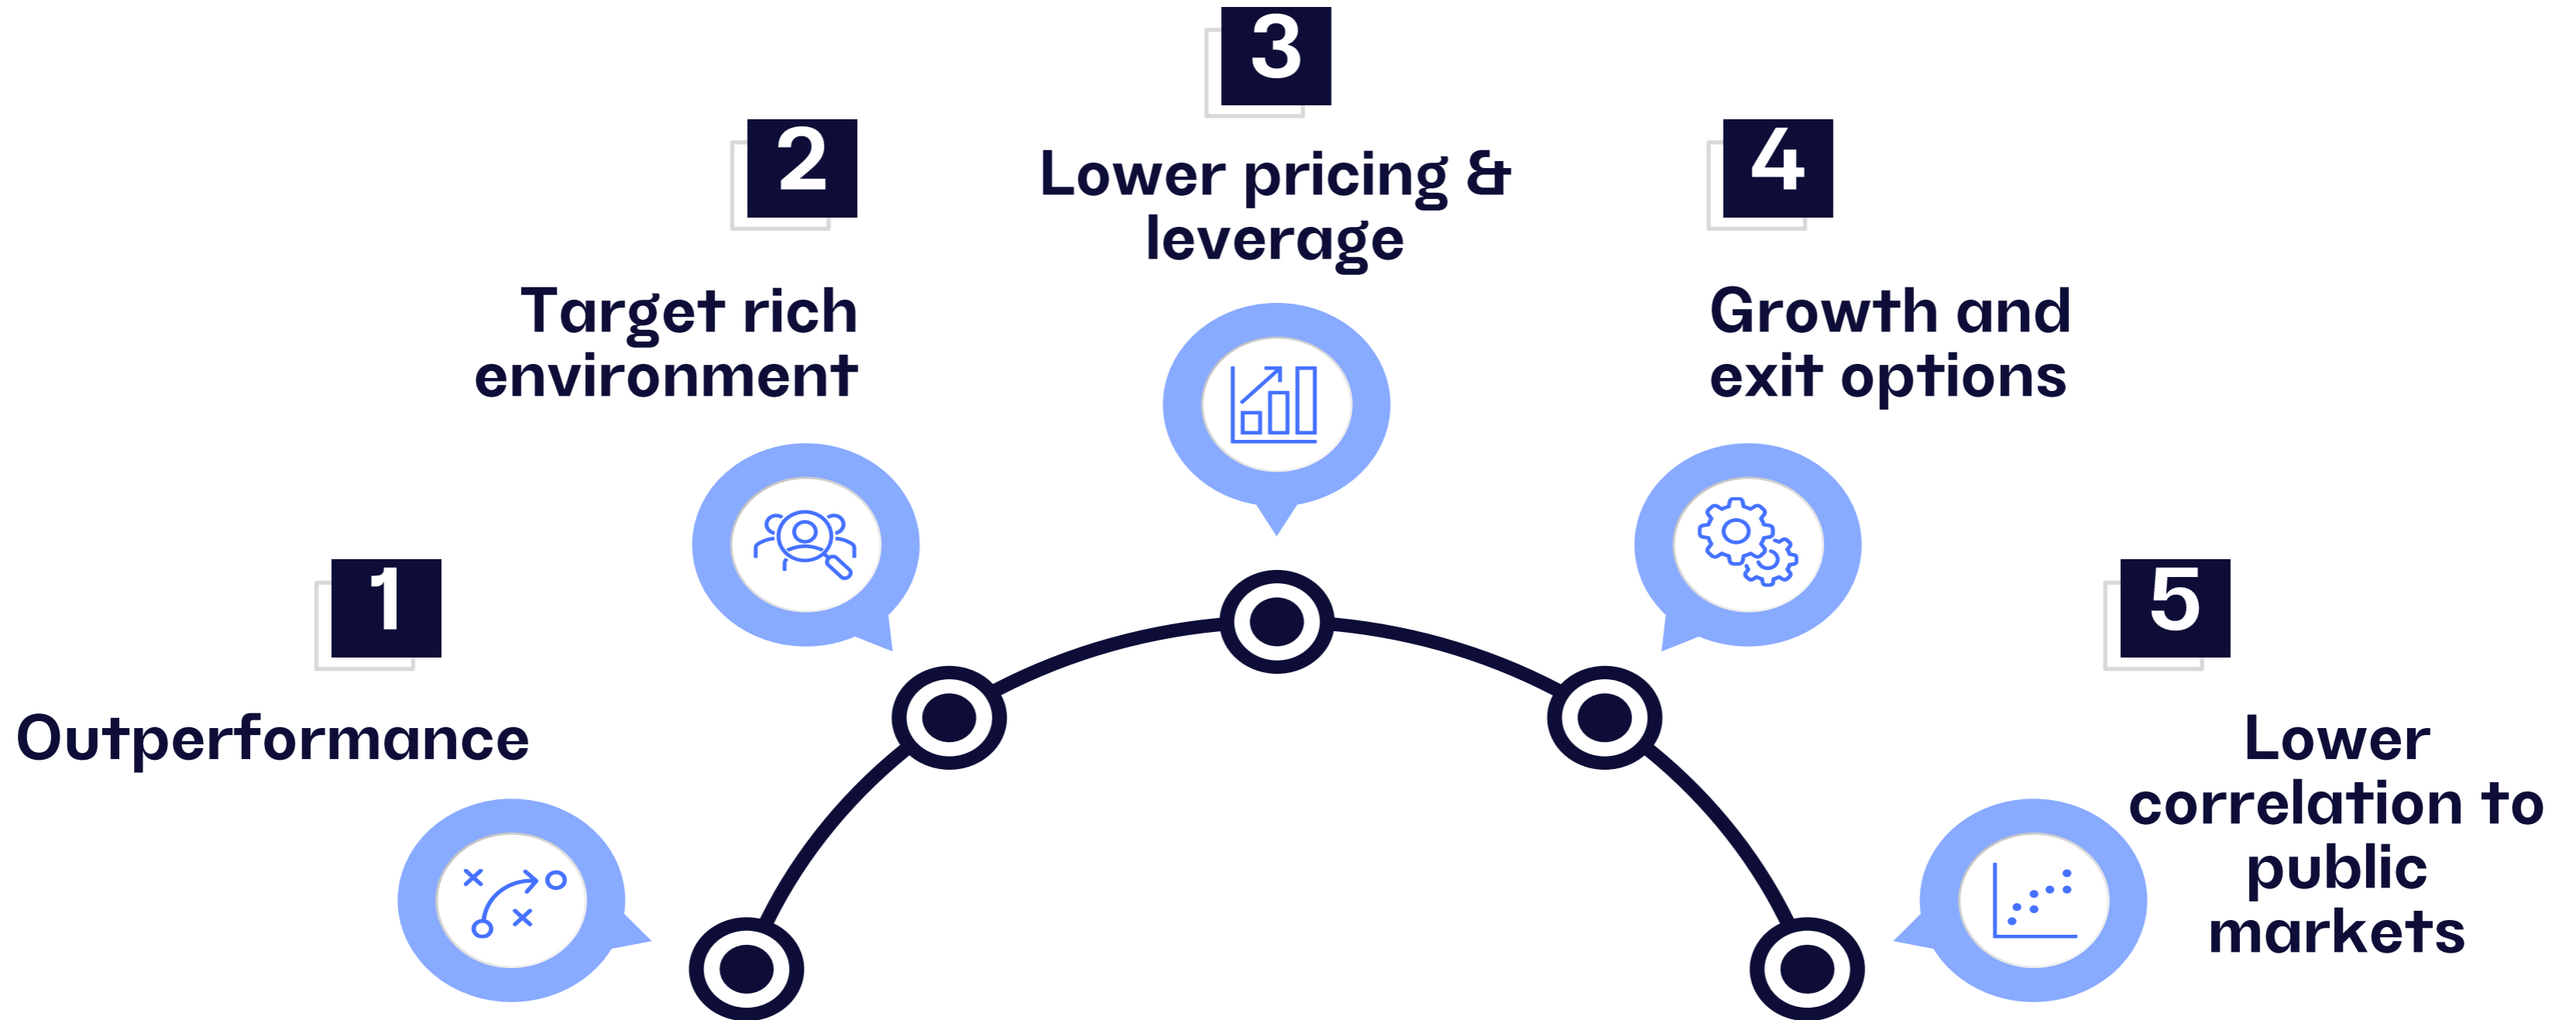 1
Outperformance
2
Target rich
environment
3
Lower pricing &
leverage
4
Growth and
exit options
5
Lower
correlation to
public
markets